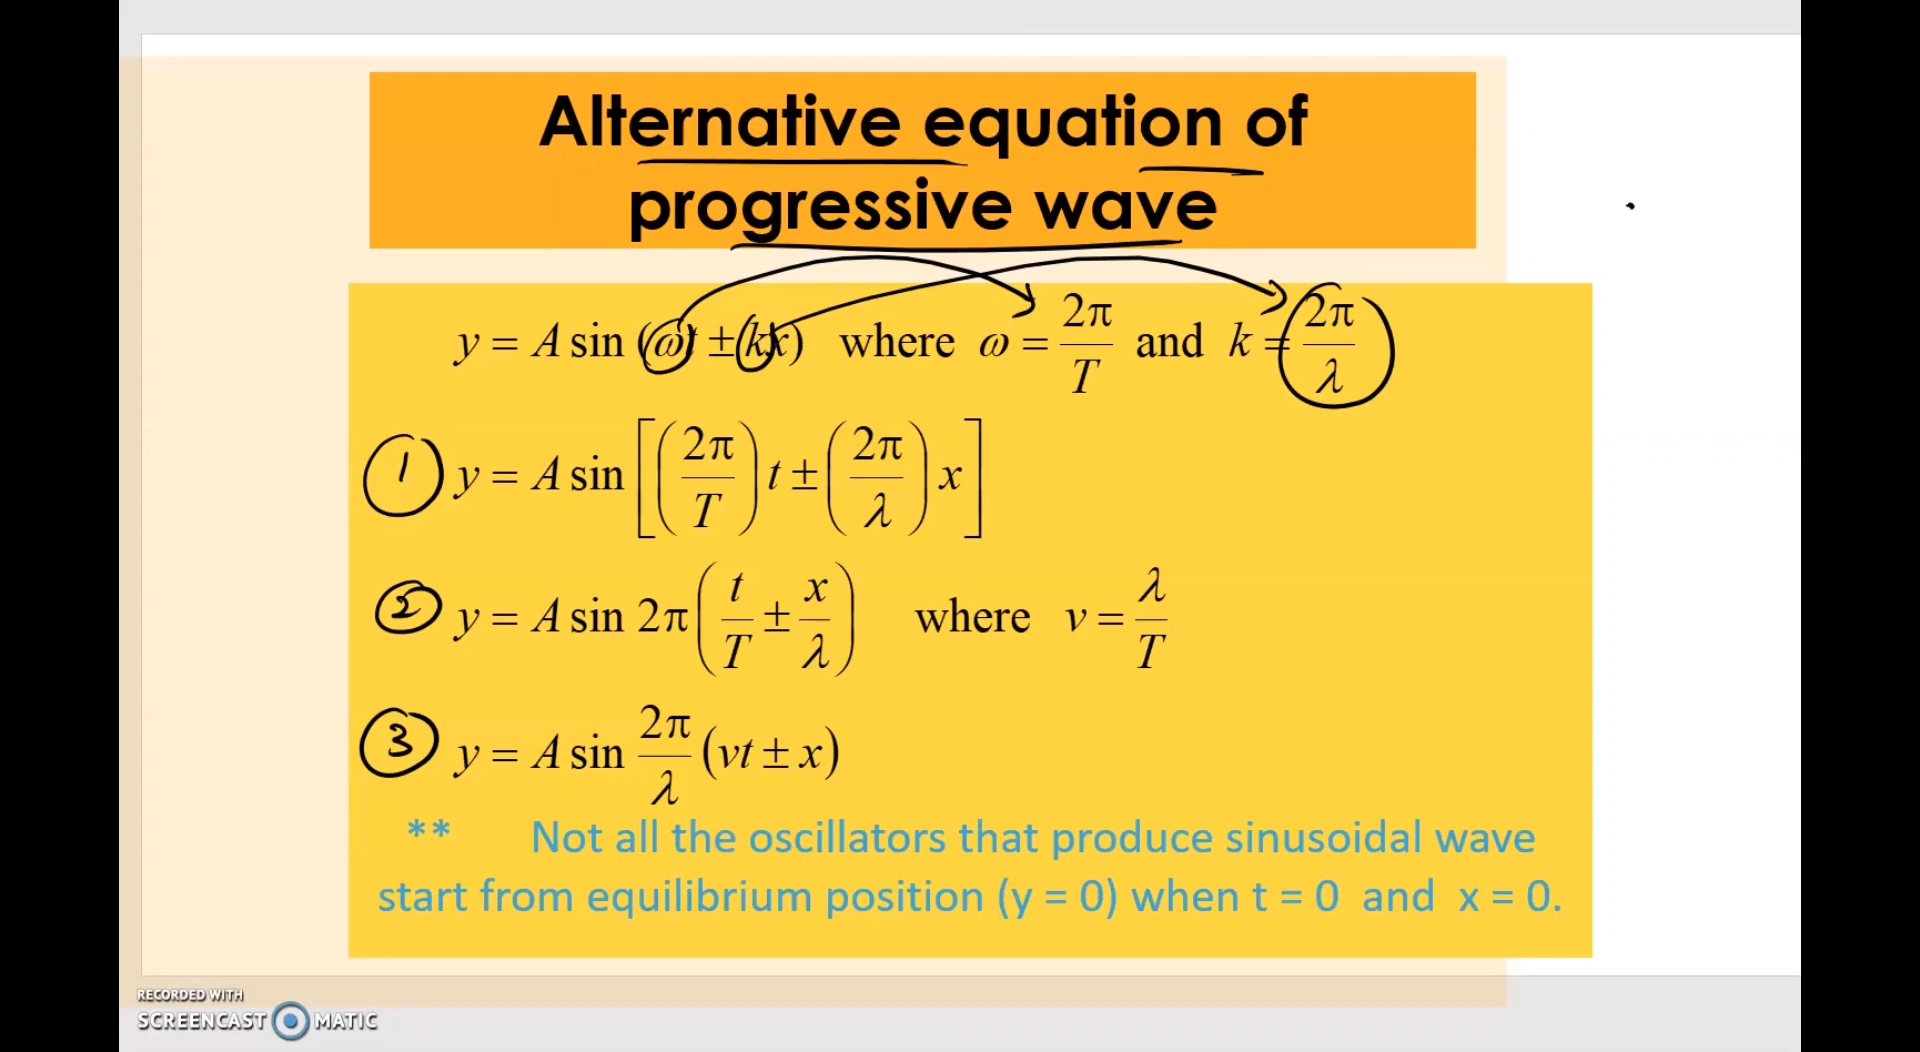 Alternative equation of
progressive wave
y = A sin (ωt ± kx) where ω = 2π/T and k = 2π/λ
1 y = A sin [(2π/T) t ± (2π/λ) x]
2 y = A sin 2π (t/T ± x/λ) where v = λ/T
3 y = A sin 2π/λ (vt ± x)
** Not all the oscillators that produce sinusoidal wave
start from equilibrium position (y = 0) when t = 0 and x = 0.
RECORDED WITH
SCREENCAST MATIC